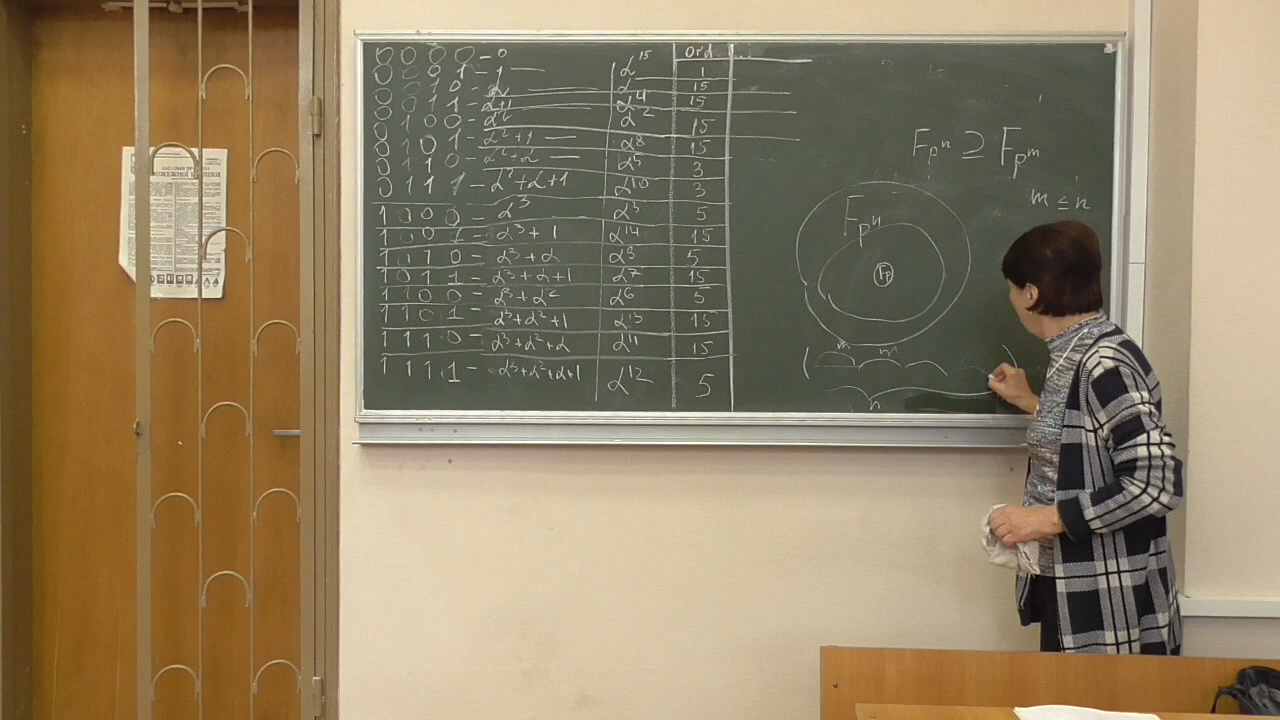 0 0 0 0 - 0
0 0 0 1 - 1 α¹⁵ 1
0 0 1 0 - α α 15
0 0 1 1 - α+1 α⁴ 15
0 1 0 0 - α² α² 15
0 1 0 1 - α²+1 α⁸ 15
0 1 1 0 - α²+α α⁵ 3
0 1 1 1 - α²+α+1 α¹⁰ 3
1 0 0 0 - α³ α³ 5
1 0 0 1 - α³+1 α¹⁴ 15
1 0 1 0 - α³+α α⁹ 5
1 0 1 1 - α³+α+1 α⁷ 15
1 1 0 0 - α³+α² α⁶ 5
1 1 0 1 - α³+α²+1 α¹³ 15
1 1 1 0 - α³+α²+α α¹¹ 15
1 1 1 1 - α³+α²+α+1 α¹² 5
Ord
F_pⁿ ⊇ F_pᵐ
m ≤ n
F_pⁿ
F_p
( m m )
n